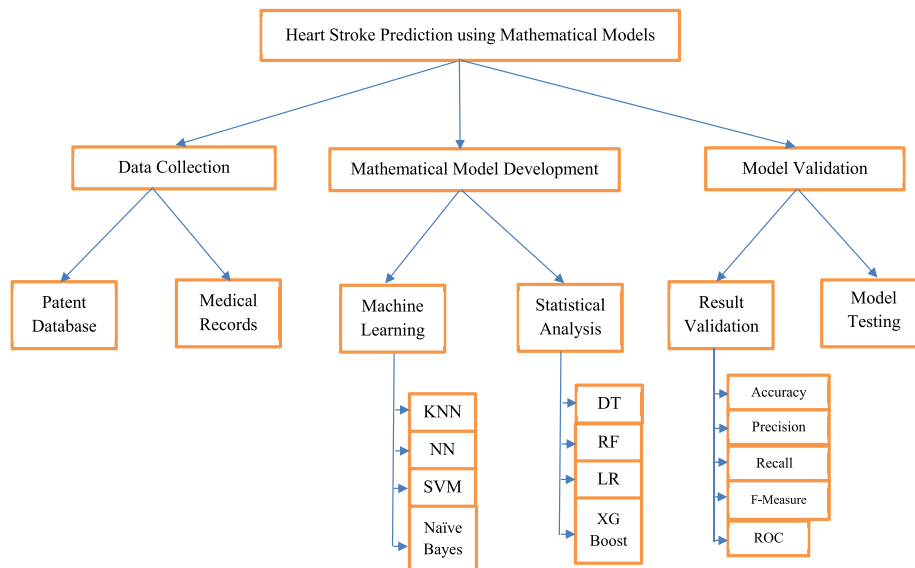 Heart Stroke Prediction using Mathematical Models
Data Collection
Mathematical Model Development
Model Validation
Patent
Database
Medical
Records
Machine
Learning
Statistical
Analysis
Result
Validation
Model
Testing
KNN
NN
SVM
Naïve
Bayes
DT
RF
LR
XG
Boost
Accuracy
Precision
Recall
F-Measure
ROC